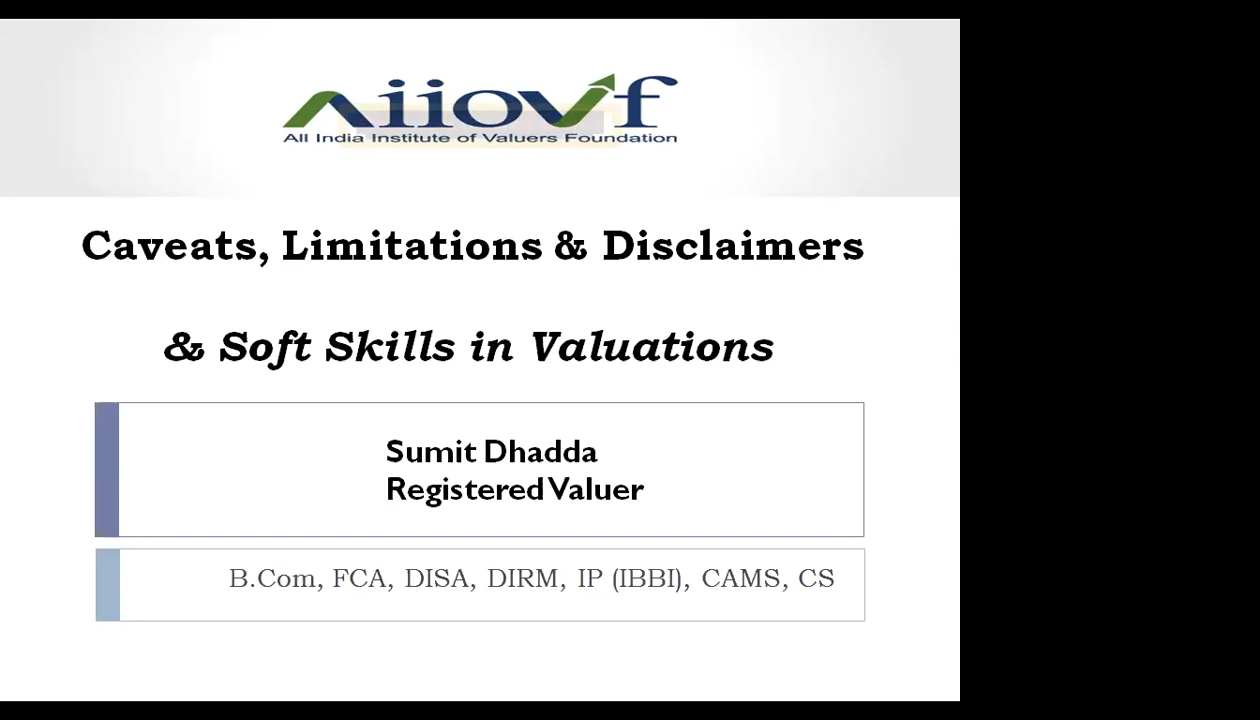 Aiiovf
All India Institute of Valuers Foundation
Caveats, Limitations & Disclaimers
& Soft Skills in Valuations
Sumit Dhadda
Registered Valuer
B.Com, FCA, DISA, DIRM, IP (IBBI), CAMS, CS